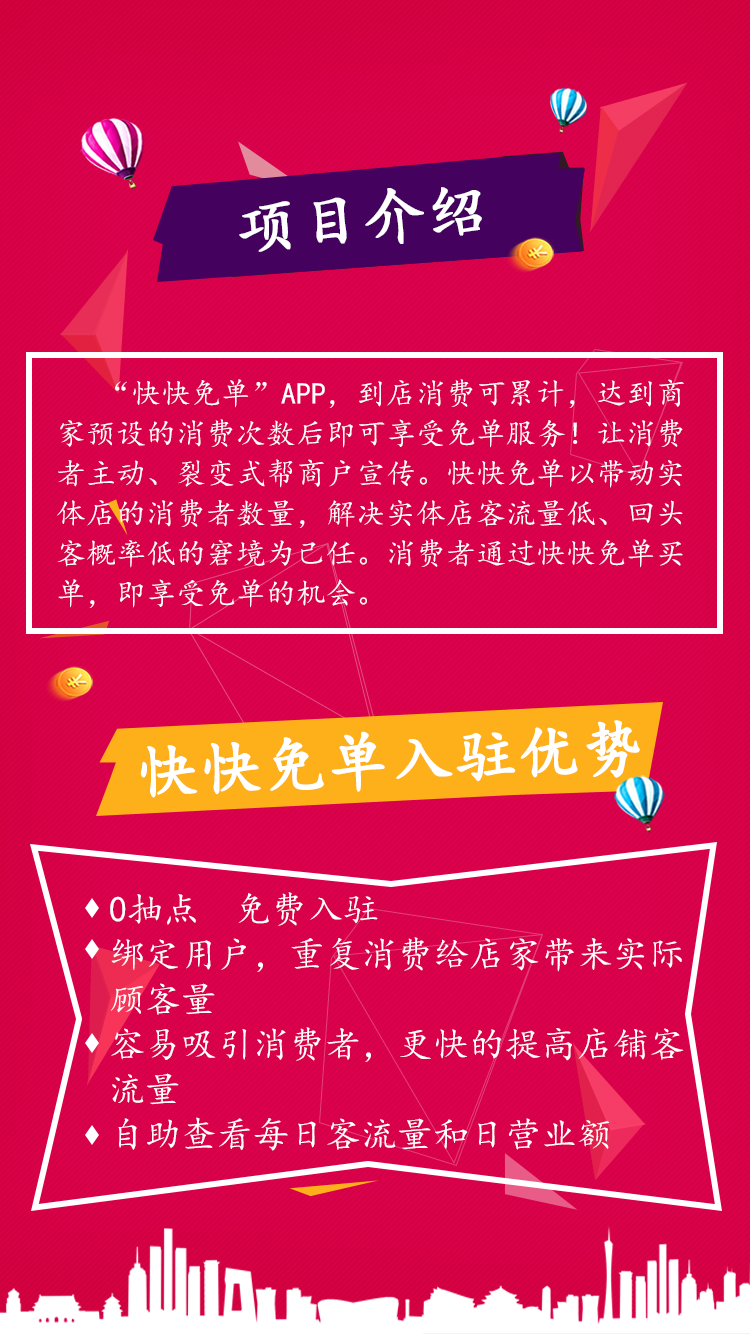 项目介绍
“快快免单”APP，到店消费可累计，达到商
家预设的消费次数后即可享受免单服务！让消费
者主动、裂变式帮商户宣传。快快免单以带动实
体店的消费者数量，解决实体店客流量低、回头
客概率低的窘境为己任。消费者通过快快免单买
单，即享受免单的机会。
快快免单入驻优势
0抽点 免费入驻
绑定用户，重复消费给店家带来实际
顾客量
容易吸引消费者，更快的提高店铺客
流量
自助查看每日客流量和日营业额